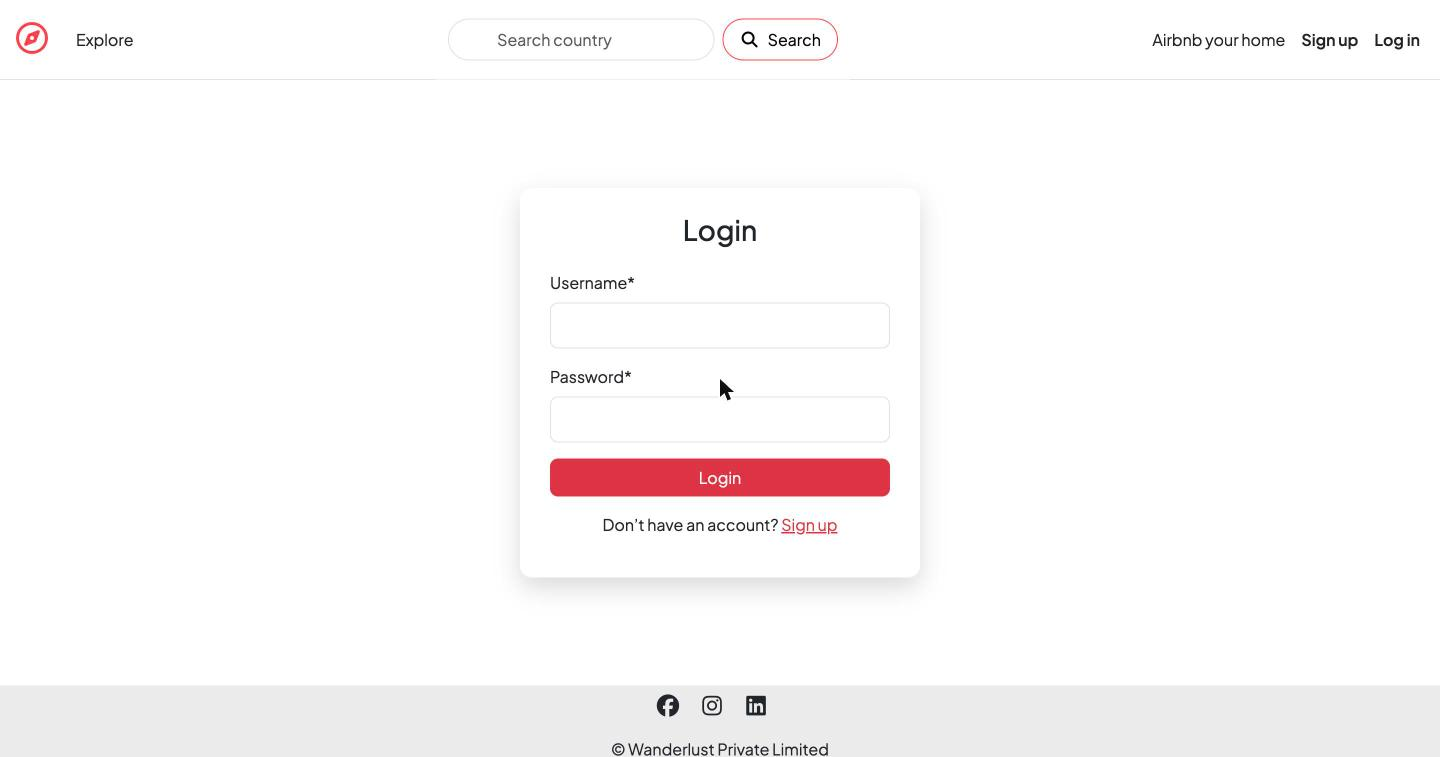 Explore
Search country
Search
Airbnb your home
Sign up
Log in
Login
Username*
Password*
Login
Don’t have an account? Sign up
© Wanderlust Private Limited